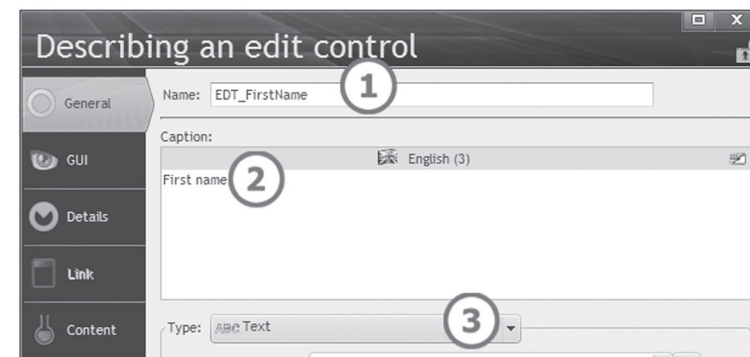 Describing an edit control
General
Name: EDT_FirstName
1
Caption:
English (3)
First name
2
GUI
Details
Link
Content
Type: ABC Text
3